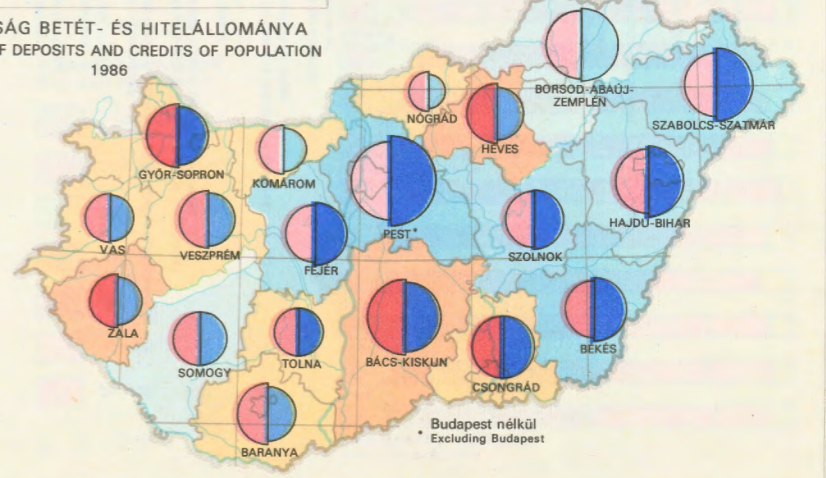 SÁG BETÉT- ÉS HITELÁLLOMÁNYA
F DEPOSITS AND CREDITS OF POPULATION
1986
BORSOD-ABAÚJ-
ZEMPLÉN
NÓGRÁD
SZABOLCS-SZATMÁR
HEVES
GYŐR-SOPRON
KOMÁROM
HAJDÚ-BIHAR
PEST*
VAS
VESZPRÉM
SZOLNOK
FEJÉR
ZALA
SOMOGY
TOLNA
BÁCS-KISKUN
BÉKÉS
CSONGRÁD
BARANYA
* Budapest nélkül
Excluding Budapest